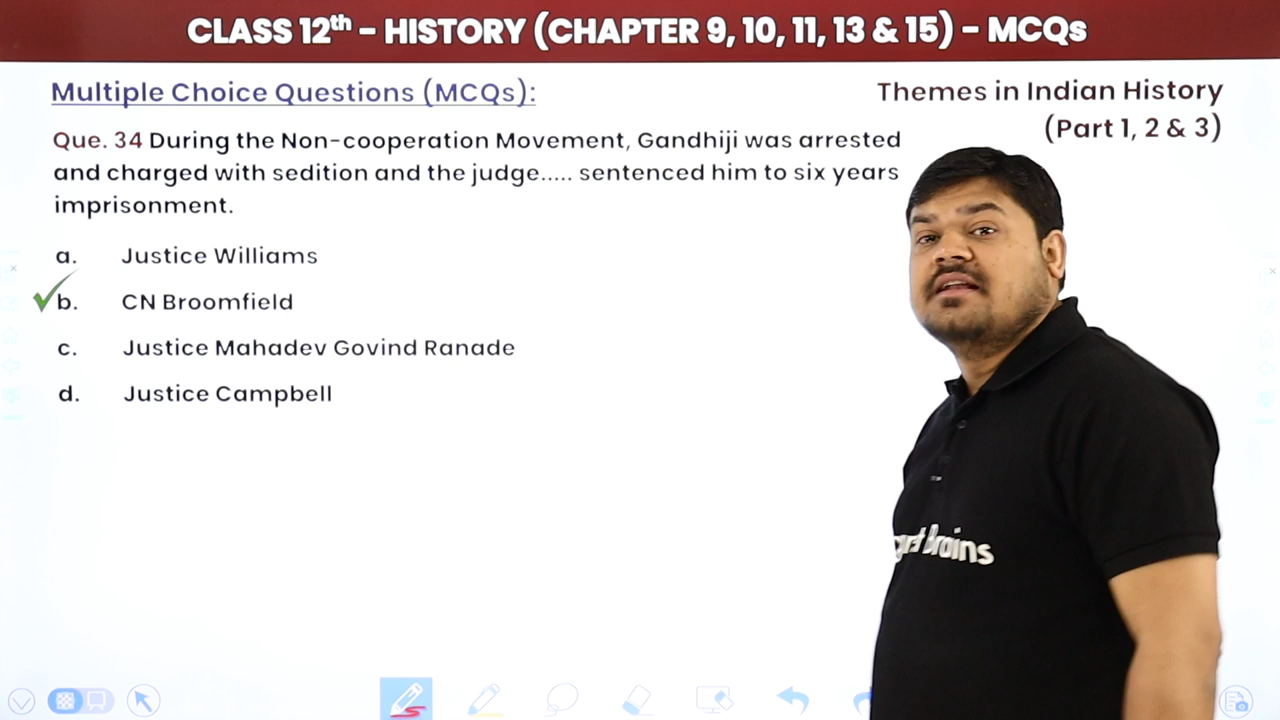 CLASS 12th – HISTORY (CHAPTER 9, 10, 11, 13 & 15) – MCQs
Multiple Choice Questions (MCQs):
Themes in Indian History
(Part 1, 2 & 3)
Que. 34 During the Non-cooperation Movement, Gandhiji was arrested
and charged with sedition and the judge..... sentenced him to six years
imprisonment.
a. Justice Williams
b. CN Broomfield
c. Justice Mahadev Govind Ranade
d. Justice Campbell
Brains